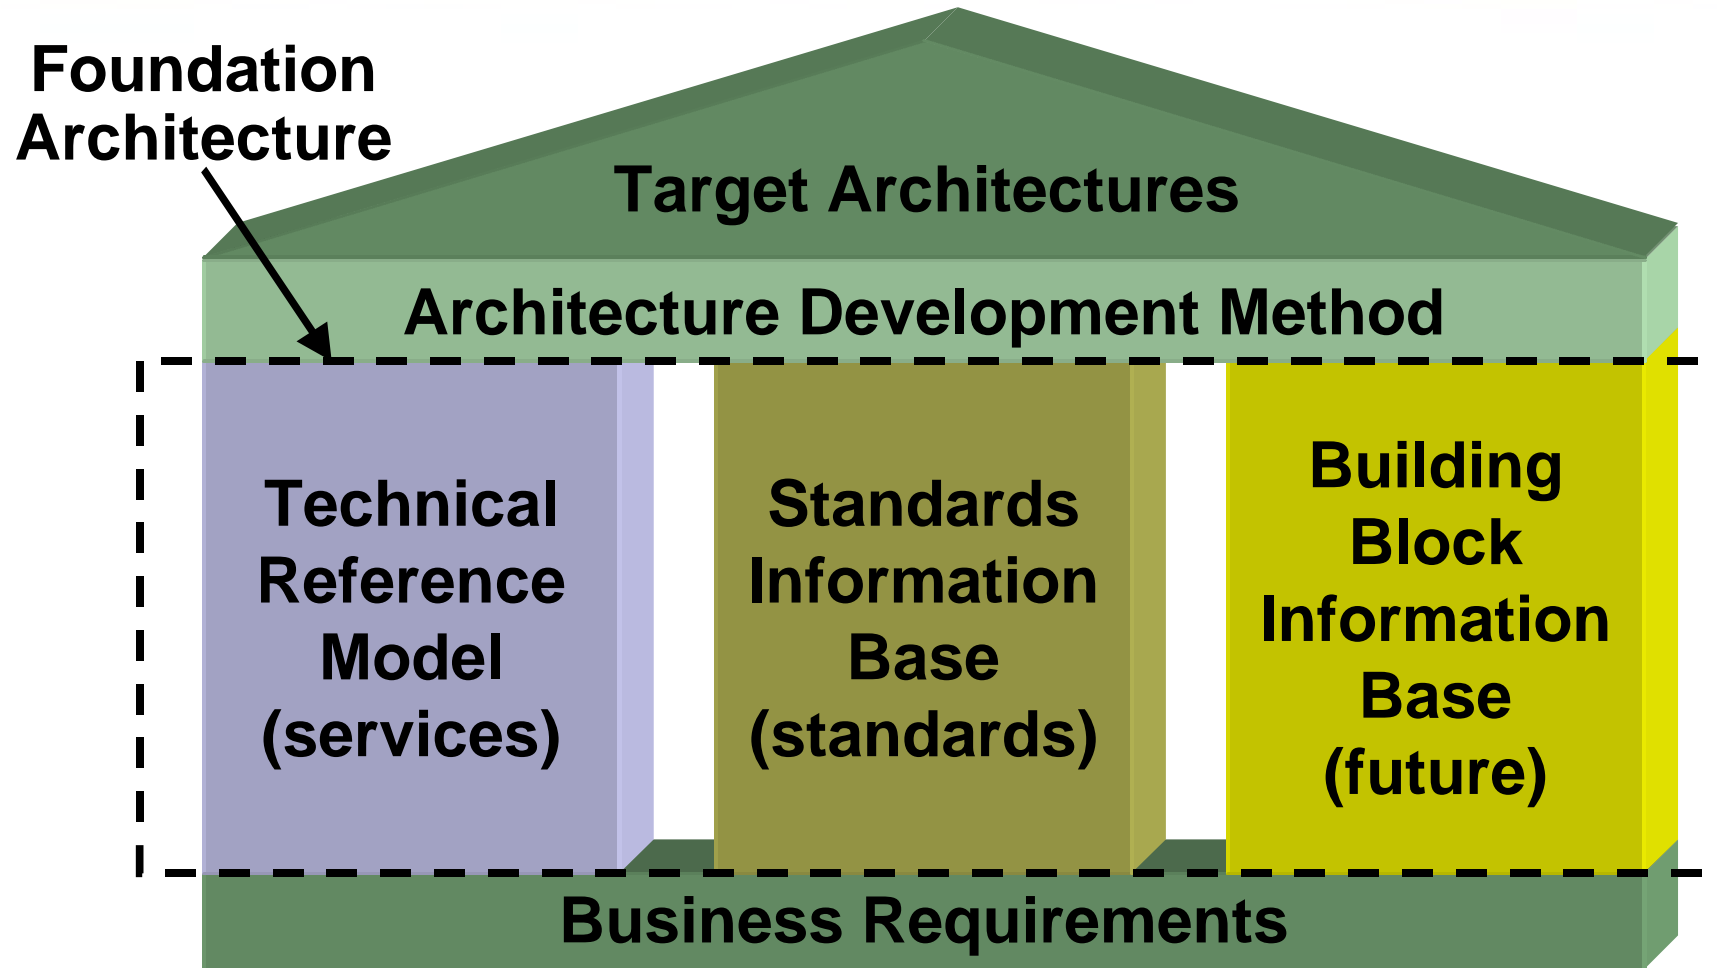 Foundation
Architecture
Target Architectures
Architecture Development Method
Technical
Reference
Model
(services)
Standards
Information
Base
(standards)
Building
Block
Information
Base
(future)
Business Requirements